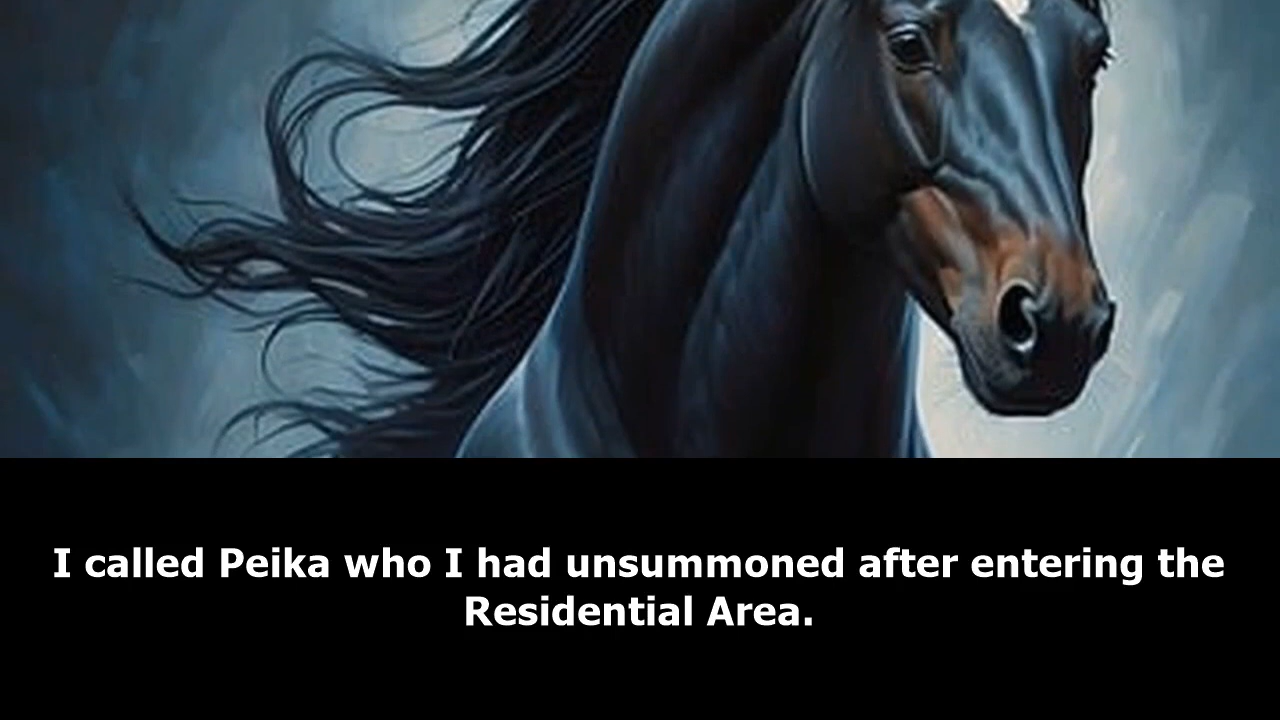 I called Peika who I had unsummoned after entering the
Residential Area.